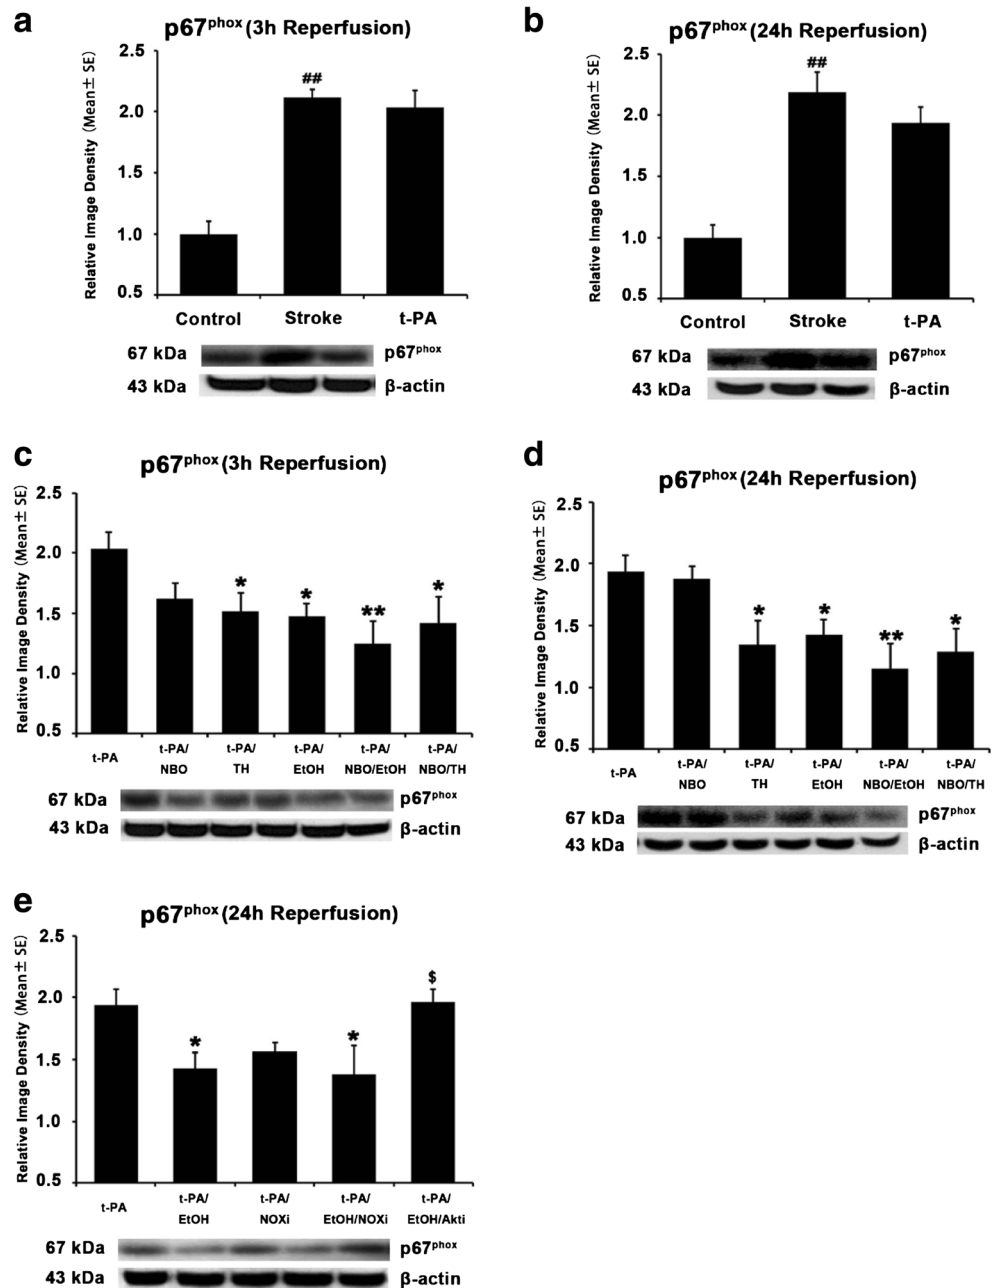 a
p67phox (3h Reperfusion)
Relative Image Density (Mean± SE)
2.5
2.0
1.5
1.0
0.5
##
Control Stroke t-PA
67 kDa p67phox
43 kDa β-actin
b
p67phox (24h Reperfusion)
Relative Image Density (Mean± SE)
2.5
2.0
1.5
1.0
0.5
##
Control Stroke t-PA
67 kDa p67phox
43 kDa β-actin
c
p67phox (3h Reperfusion)
Relative Image Density (Mean± SE)
2.5
2.0
1.5
1.0
0.5
* * ** *
t-PA t-PA/ t-PA/ t-PA/ t-PA/ t-PA/
NBO TH EtOH NBO/EtOH NBO/TH
67 kDa p67phox
43 kDa β-actin
d
p67phox (24h Reperfusion)
Relative Image Density (Mean± SE)
2.5
2.0
1.5
1.0
0.5
* * ** *
t-PA t-PA/ t-PA/ t-PA/ t-PA/ t-PA/
NBO TH EtOH NBO/EtOH NBO/TH
67 kDa p67phox
43 kDa β-actin
e
p67phox (24h Reperfusion)
Relative Image Density (Mean± SE)
2.5
2.0
1.5
1.0
0.5
* * $
t-PA t-PA/ t-PA/ t-PA/ t-PA/
EtOH NOXi EtOH/NOXi EtOH/Akti
67 kDa p67phox
43 kDa β-actin